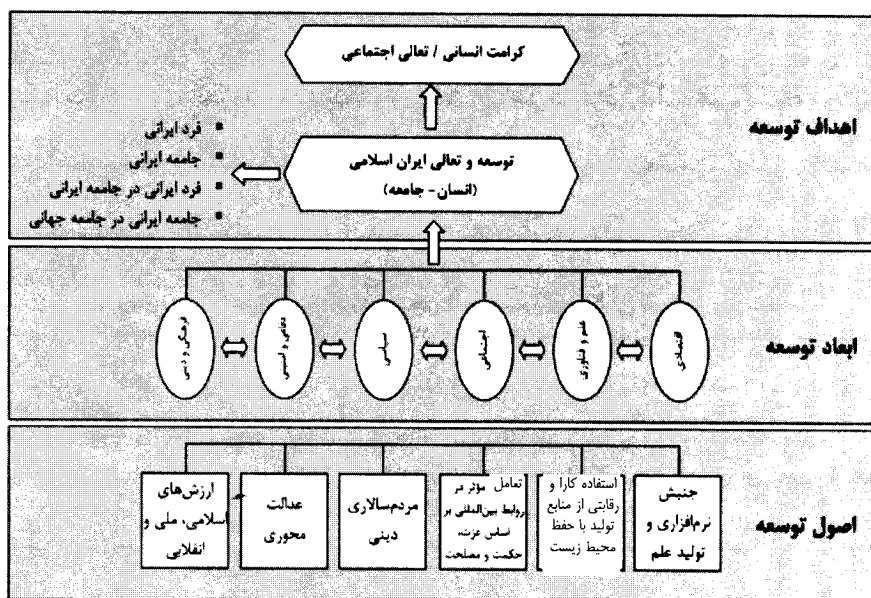 کرامت انسانی / تعالی اجتماعی
اهداف توسعه
توسعه و تعالی ایران اسلامی
(انسان - جامعه)
▪ فرد ایرانی
▪ جامعه ایرانی
▪ فرد ایرانی در جامعه ایرانی
▪ جامعه ایرانی در جامعه جهانی
ابعاد توسعه
اقتصادی
علم و فناوری
اجتماعی
سیاسی
دفاعی و امنیتی
فرهنگی و دینی
اصول توسعه
جنبش
نرم‌افزاری و
تولید علم
استفاده کارا و
رقابتی از منابع
تولید با حفظ
محیط زیست
تعامل مؤثر در
روابط بین‌المللی بر
اساس عزت،
حکمت و مصلحت
مردم‌سالاری
دینی
عدالت
محوری
ارزش‌های
اسلامی، ملی و
انقلابی